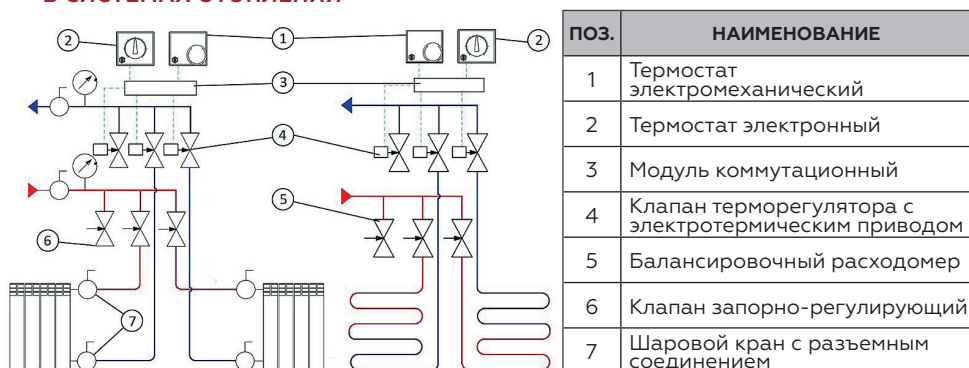 В СИСТЕМАХ ОТОПЛЕНИЯ
2
1
2
3
4
5
6
7
ПОЗ. НАИМЕНОВАНИЕ
1 Термостат
электромеханический
2 Термостат электронный
3 Модуль коммутационный
4 Клапан терморегулятора с
электротермическим приводом
5 Балансировочный расходомер
6 Клапан запорно-регулирующий
7 Шаровой кран с разъемным
соединением